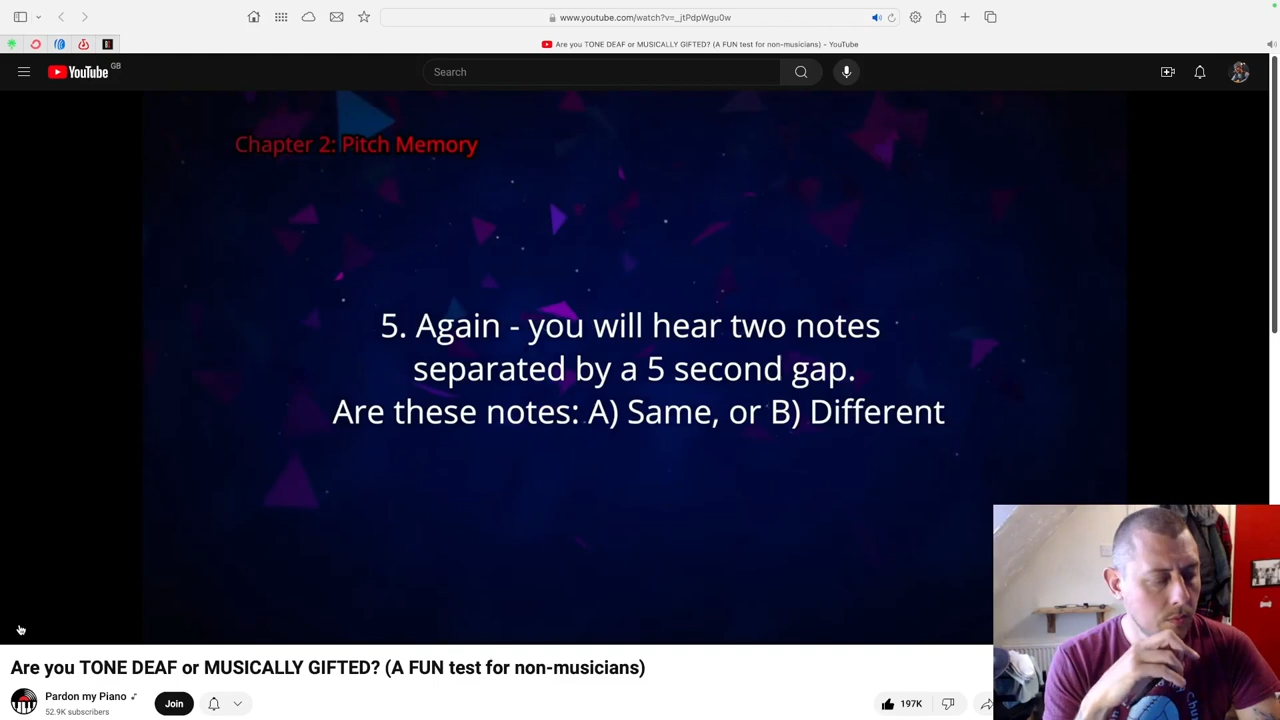 www.youtube.com/watch?v=_jtPdpWgu0w
Are you TONE DEAF or MUSICALLY GIFTED? (A FUN test for non-musicians) - YouTube
YouTube GB
Search
Chapter 2: Pitch Memory
5. Again - you will hear two notes
separated by a 5 second gap.
Are these notes: A) Same, or B) Different
Are you TONE DEAF or MUSICALLY GIFTED? (A FUN test for non-musicians)
Pardon my Piano
52.9K subscribers
Join
197K